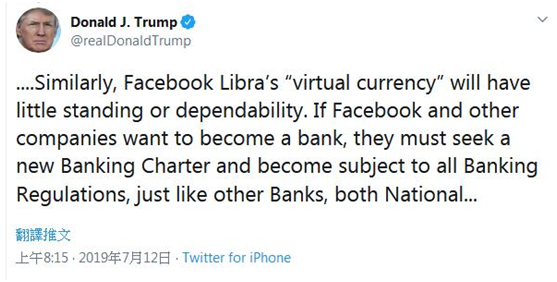 Donald J. Trump
@realDonaldTrump
....Similarly, Facebook Libra’s “virtual currency” will have
little standing or dependability. If Facebook and other
companies want to become a bank, they must seek a
new Banking Charter and become subject to all Banking
Regulations, just like other Banks, both National...
翻譯推文
上午8:15 · 2019年7月12日 · Twitter for iPhone